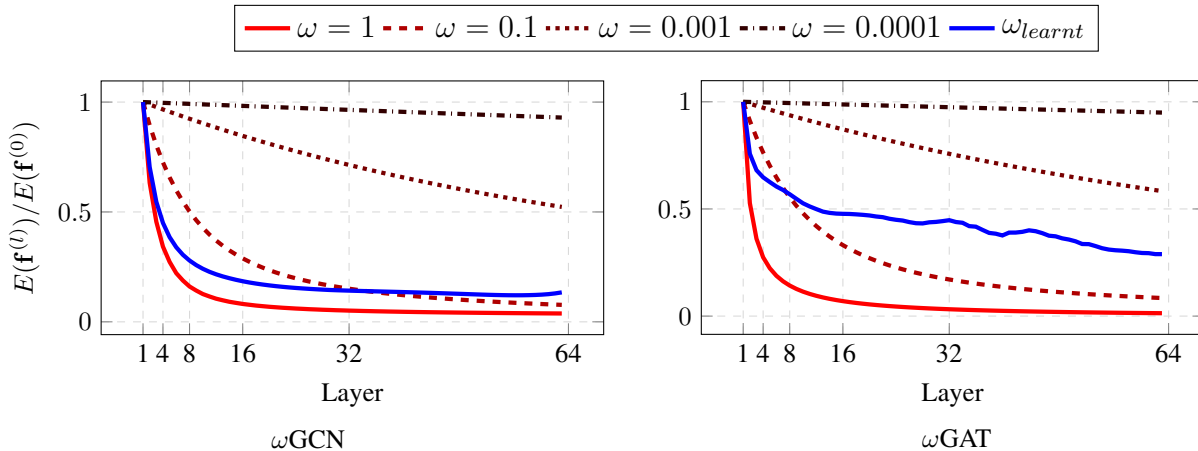 ω = 1 ω = 0.1 ω = 0.001 ω = 0.0001 ω_learnt
E(f^(l))/E(f^(0))
1
0.5
0
1 4 8 16 32 64
Layer
ωGCN
1
0.5
0
1 4 8 16 32 64
Layer
ωGAT